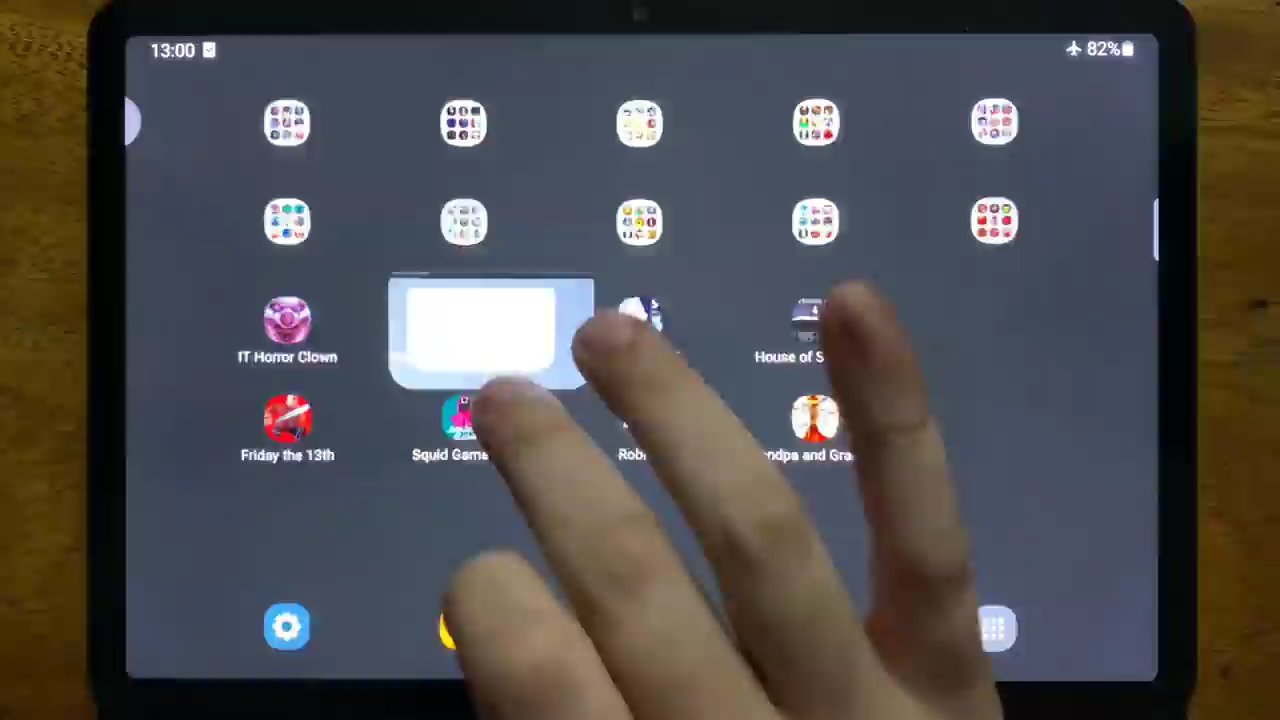 13:00
82%
IT Horror Clown
House of S
Friday the 13th
Squid Game
Rob
ndpa and Gra